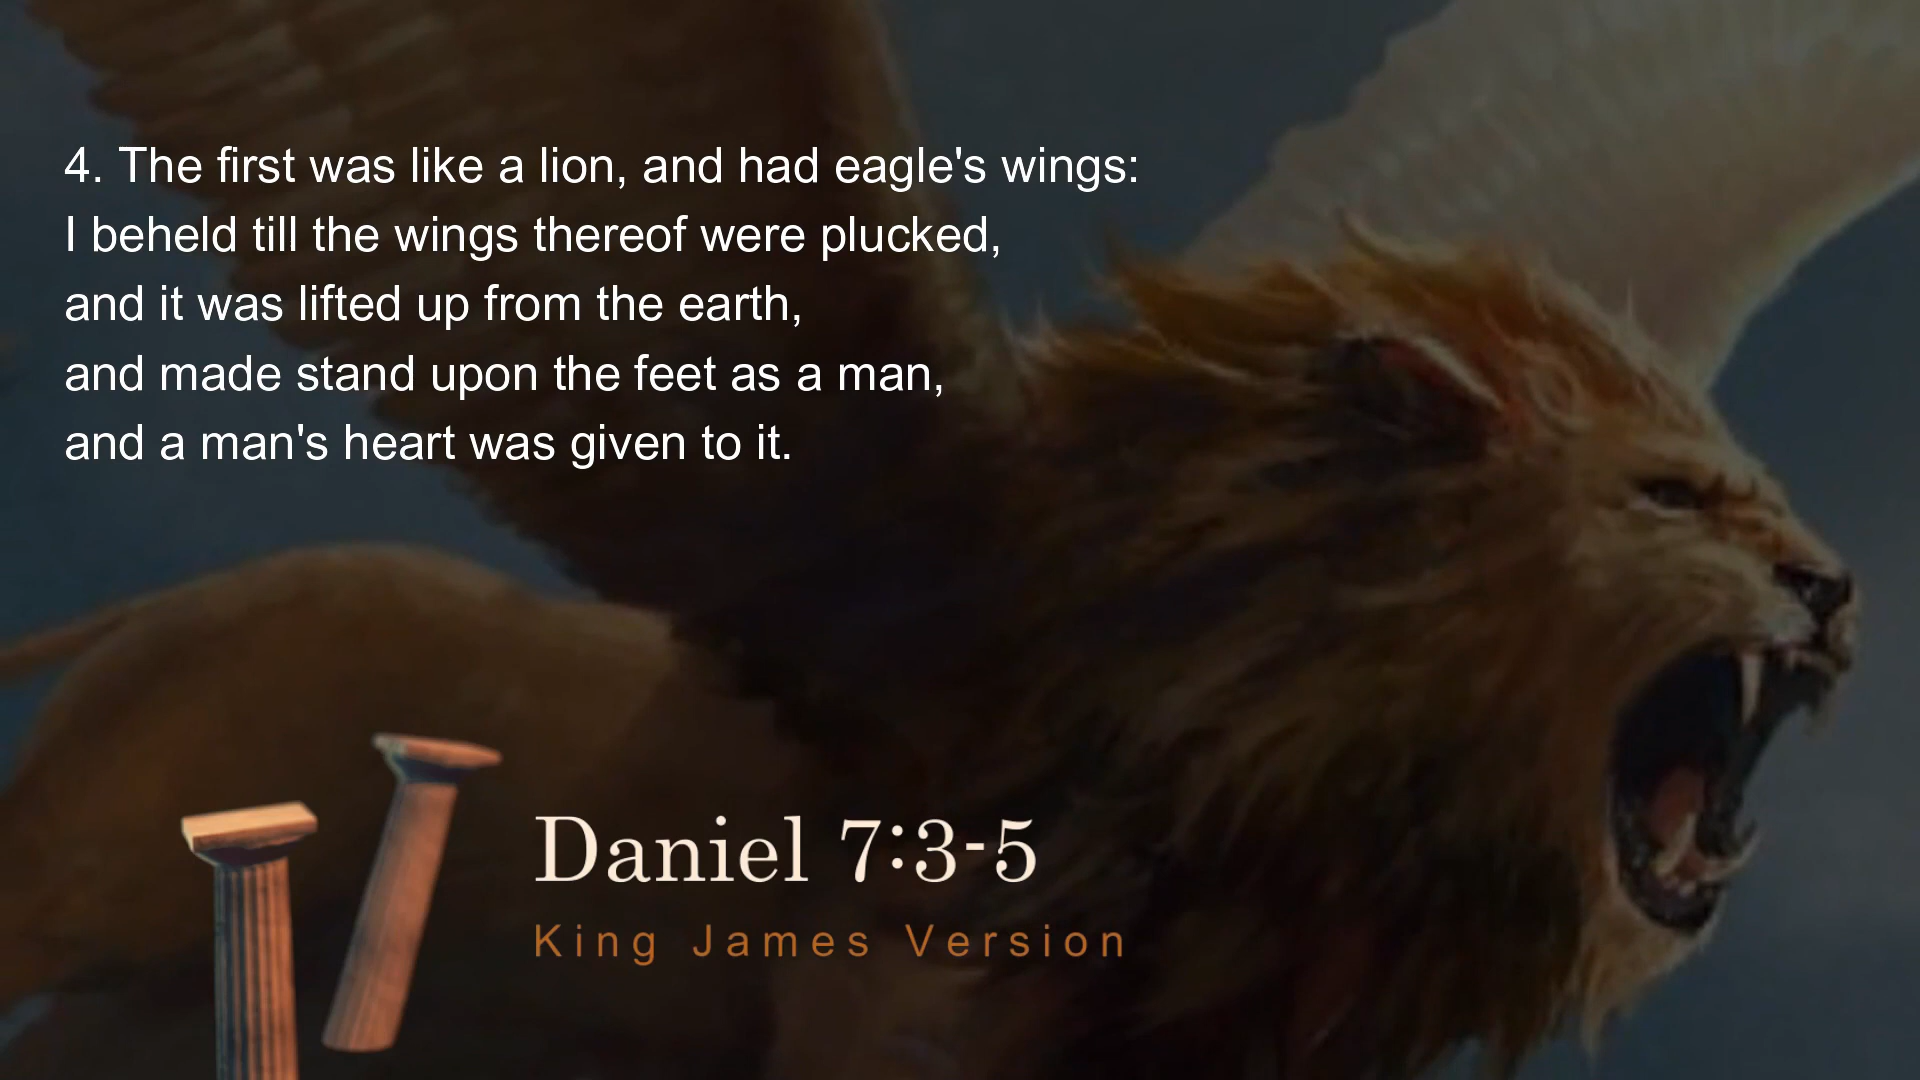 4. The first was like a lion, and had eagle's wings:
I beheld till the wings thereof were plucked,
and it was lifted up from the earth,
and made stand upon the feet as a man,
and a man's heart was given to it.
Daniel 7:3-5
King James Version